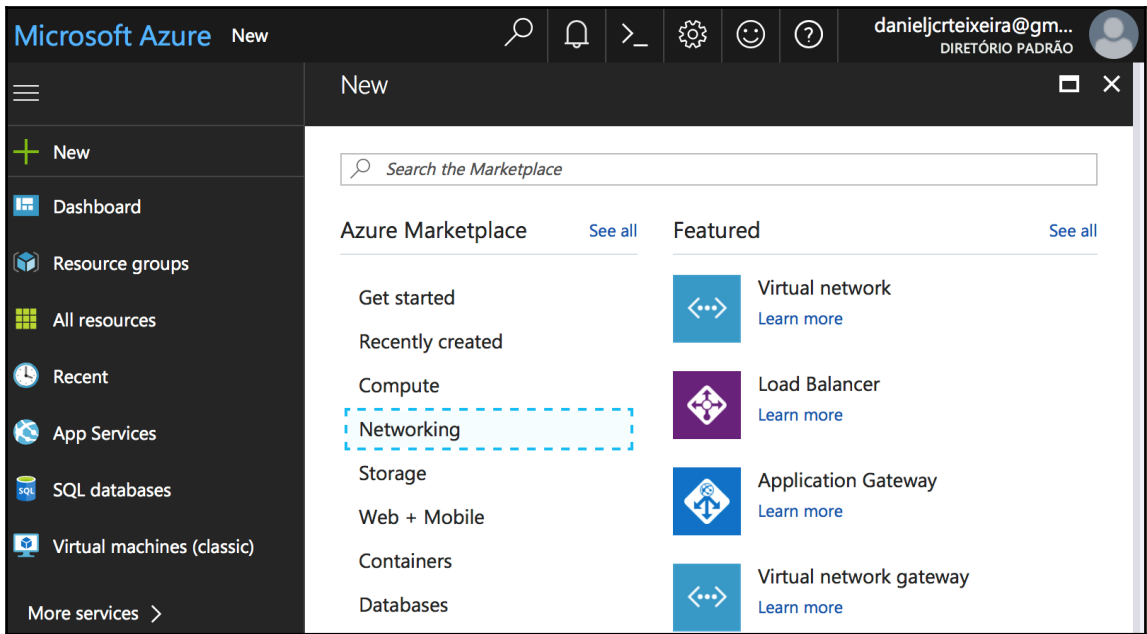 Microsoft Azure New
danieljcrteixeira@gm...
DIRETÓRIO PADRÃO
New
Dashboard
Resource groups
All resources
Recent
App Services
SQL
SQL databases
Virtual machines (classic)
More services
New
Search the Marketplace
Azure Marketplace See all
Get started
Recently created
Compute
Networking
Storage
Web + Mobile
Containers
Databases
Featured See all
Virtual network
Learn more
Load Balancer
Learn more
Application Gateway
Learn more
Virtual network gateway
Learn more